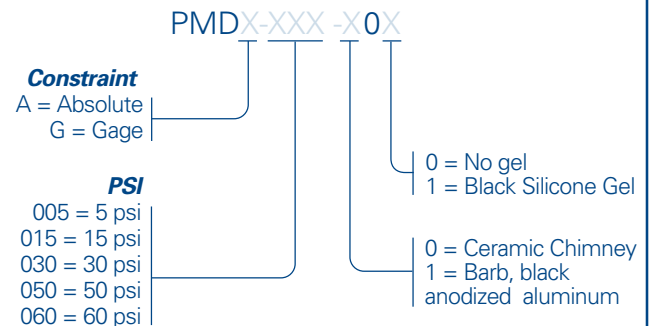 PMDX-XXX -X0X
Constraint
A = Absolute
G = Gage
PSI
005 = 5 psi
015 = 15 psi
030 = 30 psi
050 = 50 psi
060 = 60 psi
0 = No gel
1 = Black Silicone Gel
0 = Ceramic Chimney
1 = Barb, black
anodized aluminum